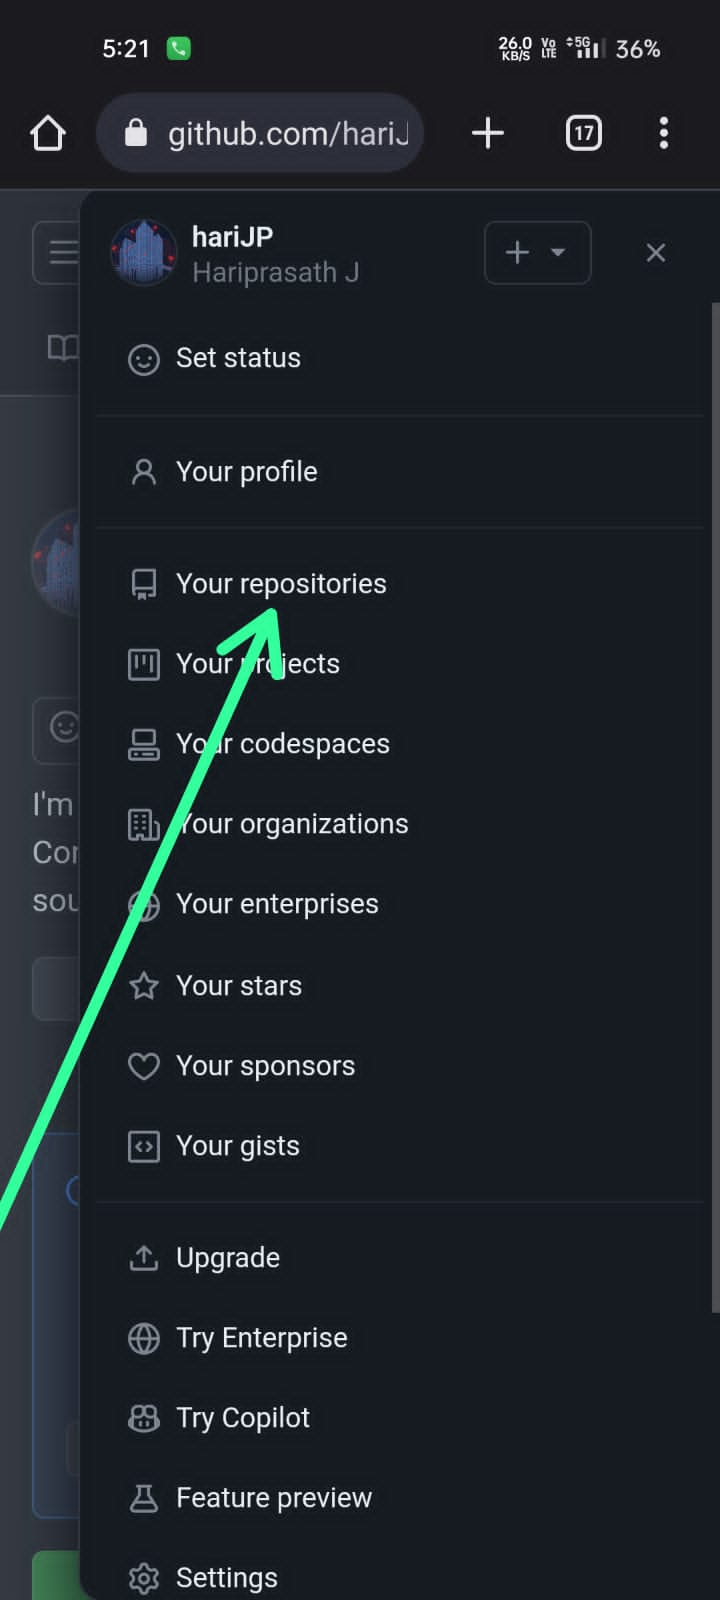 5:21
26.0
KB/S
Vo
LTE
5G
36%
github.com/hariJ
17
hariJP
Hariprasath J
Set status
Your profile
Your repositories
Your projects
Your codespaces
Your organizations
Your enterprises
I'm
Cor
sou
Your stars
Your sponsors
Your gists
Upgrade
Try Enterprise
Try Copilot
Feature preview
Settings